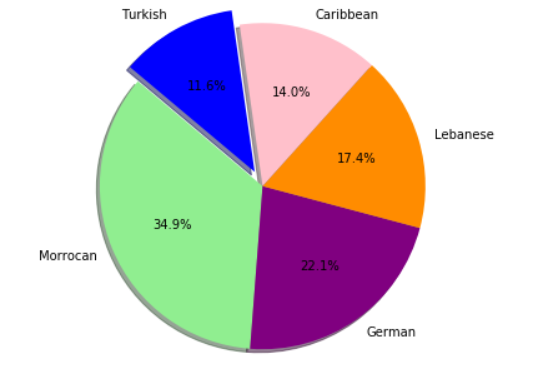 Turkish
Caribbean
11.6%
14.0%
Lebanese
17.4%
34.9%
Morrocan
22.1%
German